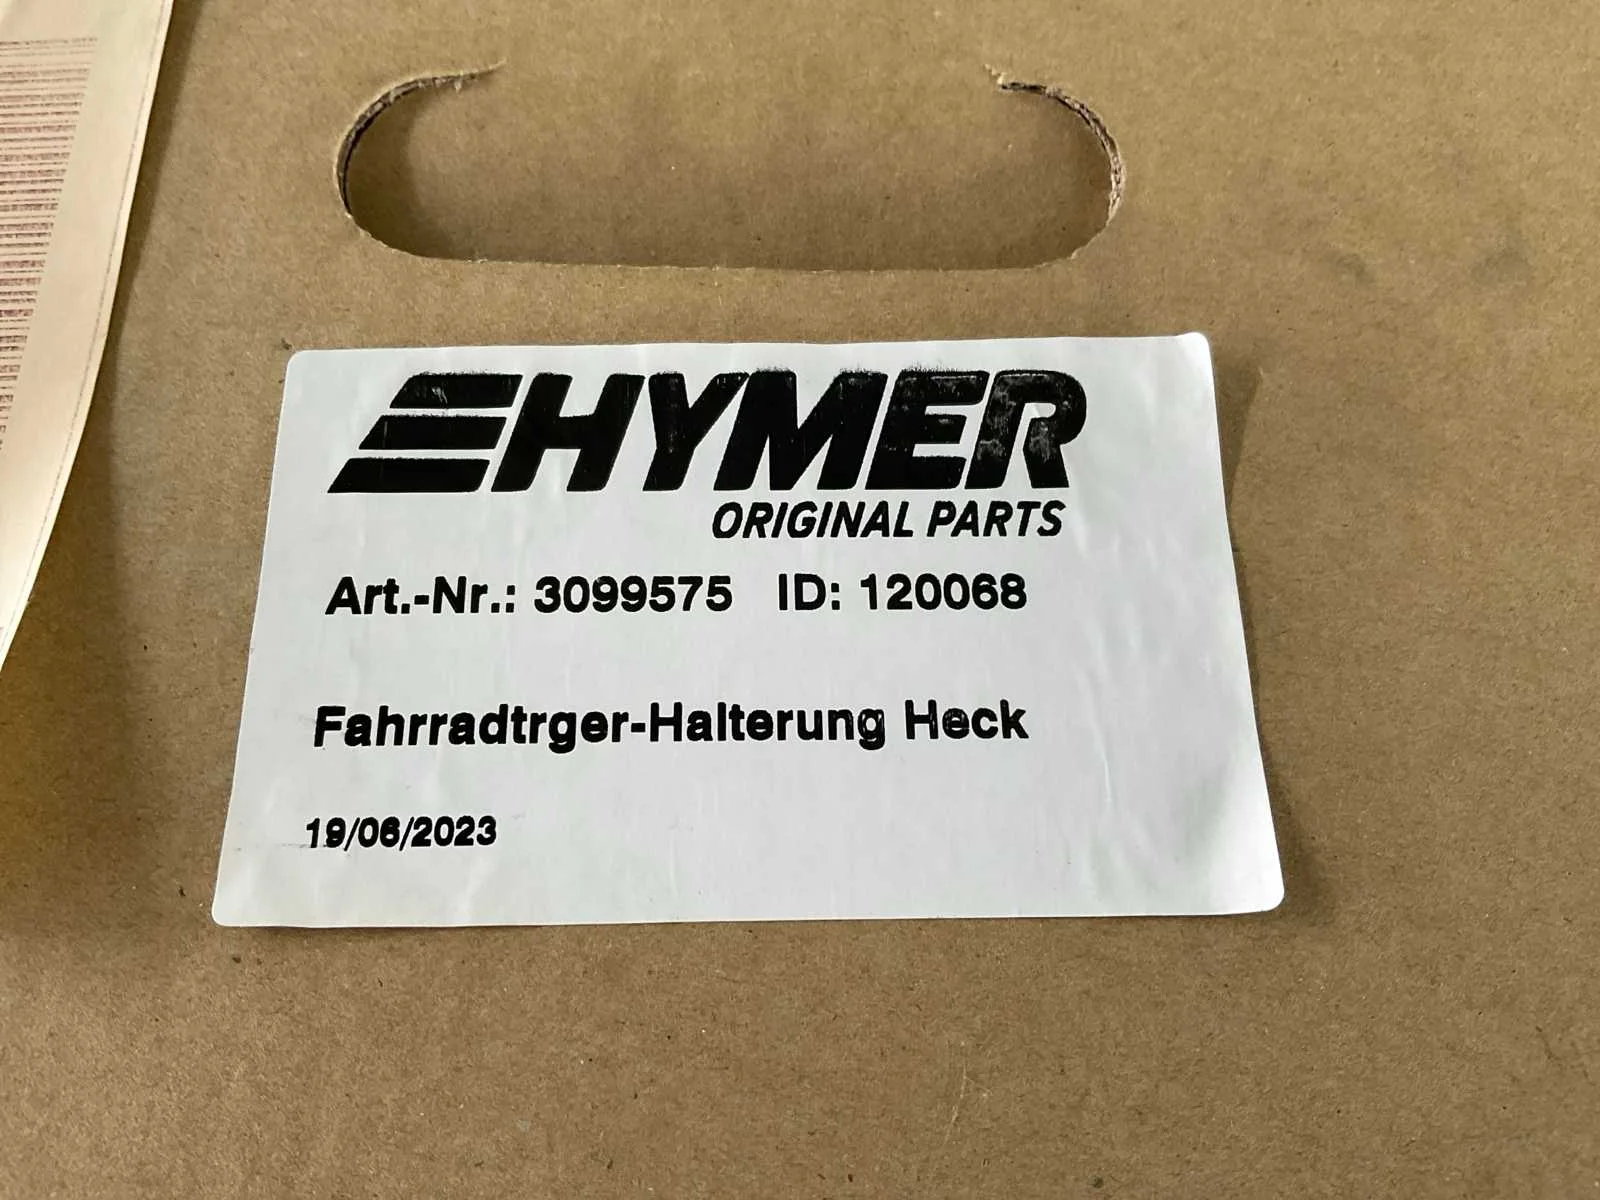 HYMER
ORIGINAL PARTS
Art.-Nr.: 3099575 ID: 120068
Fahrradtrger-Halterung Heck
19/06/2023